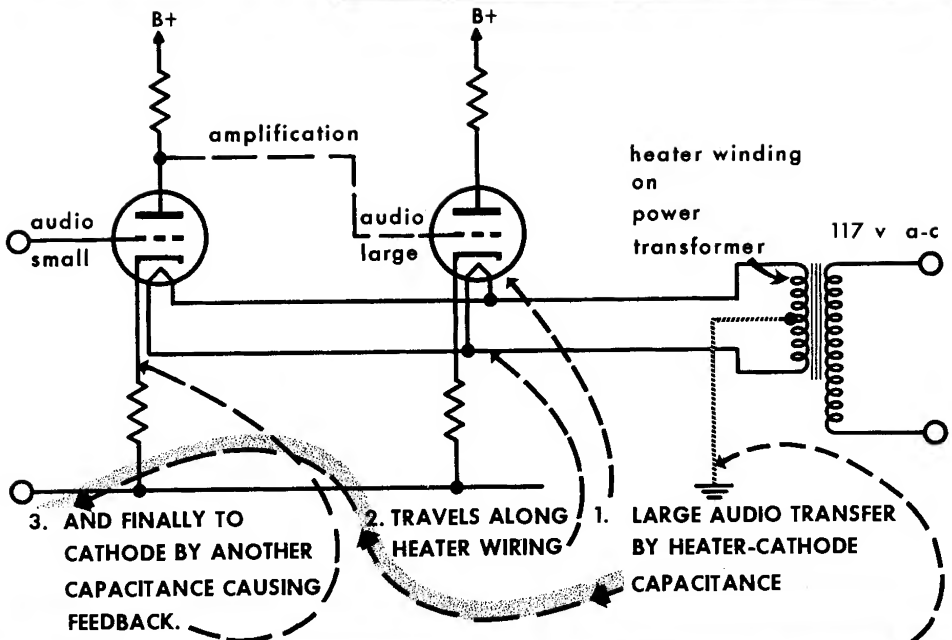 B+
B+
amplification
audio
small
audio
large
heater winding
on
power
transformer
117 v a-c
3. AND FINALLY TO
CATHODE BY ANOTHER
CAPACITANCE CAUSING
FEEDBACK.
2. TRAVELS ALONG
HEATER WIRING
1. LARGE AUDIO TRANSFER
BY HEATER-CATHODE
CAPACITANCE